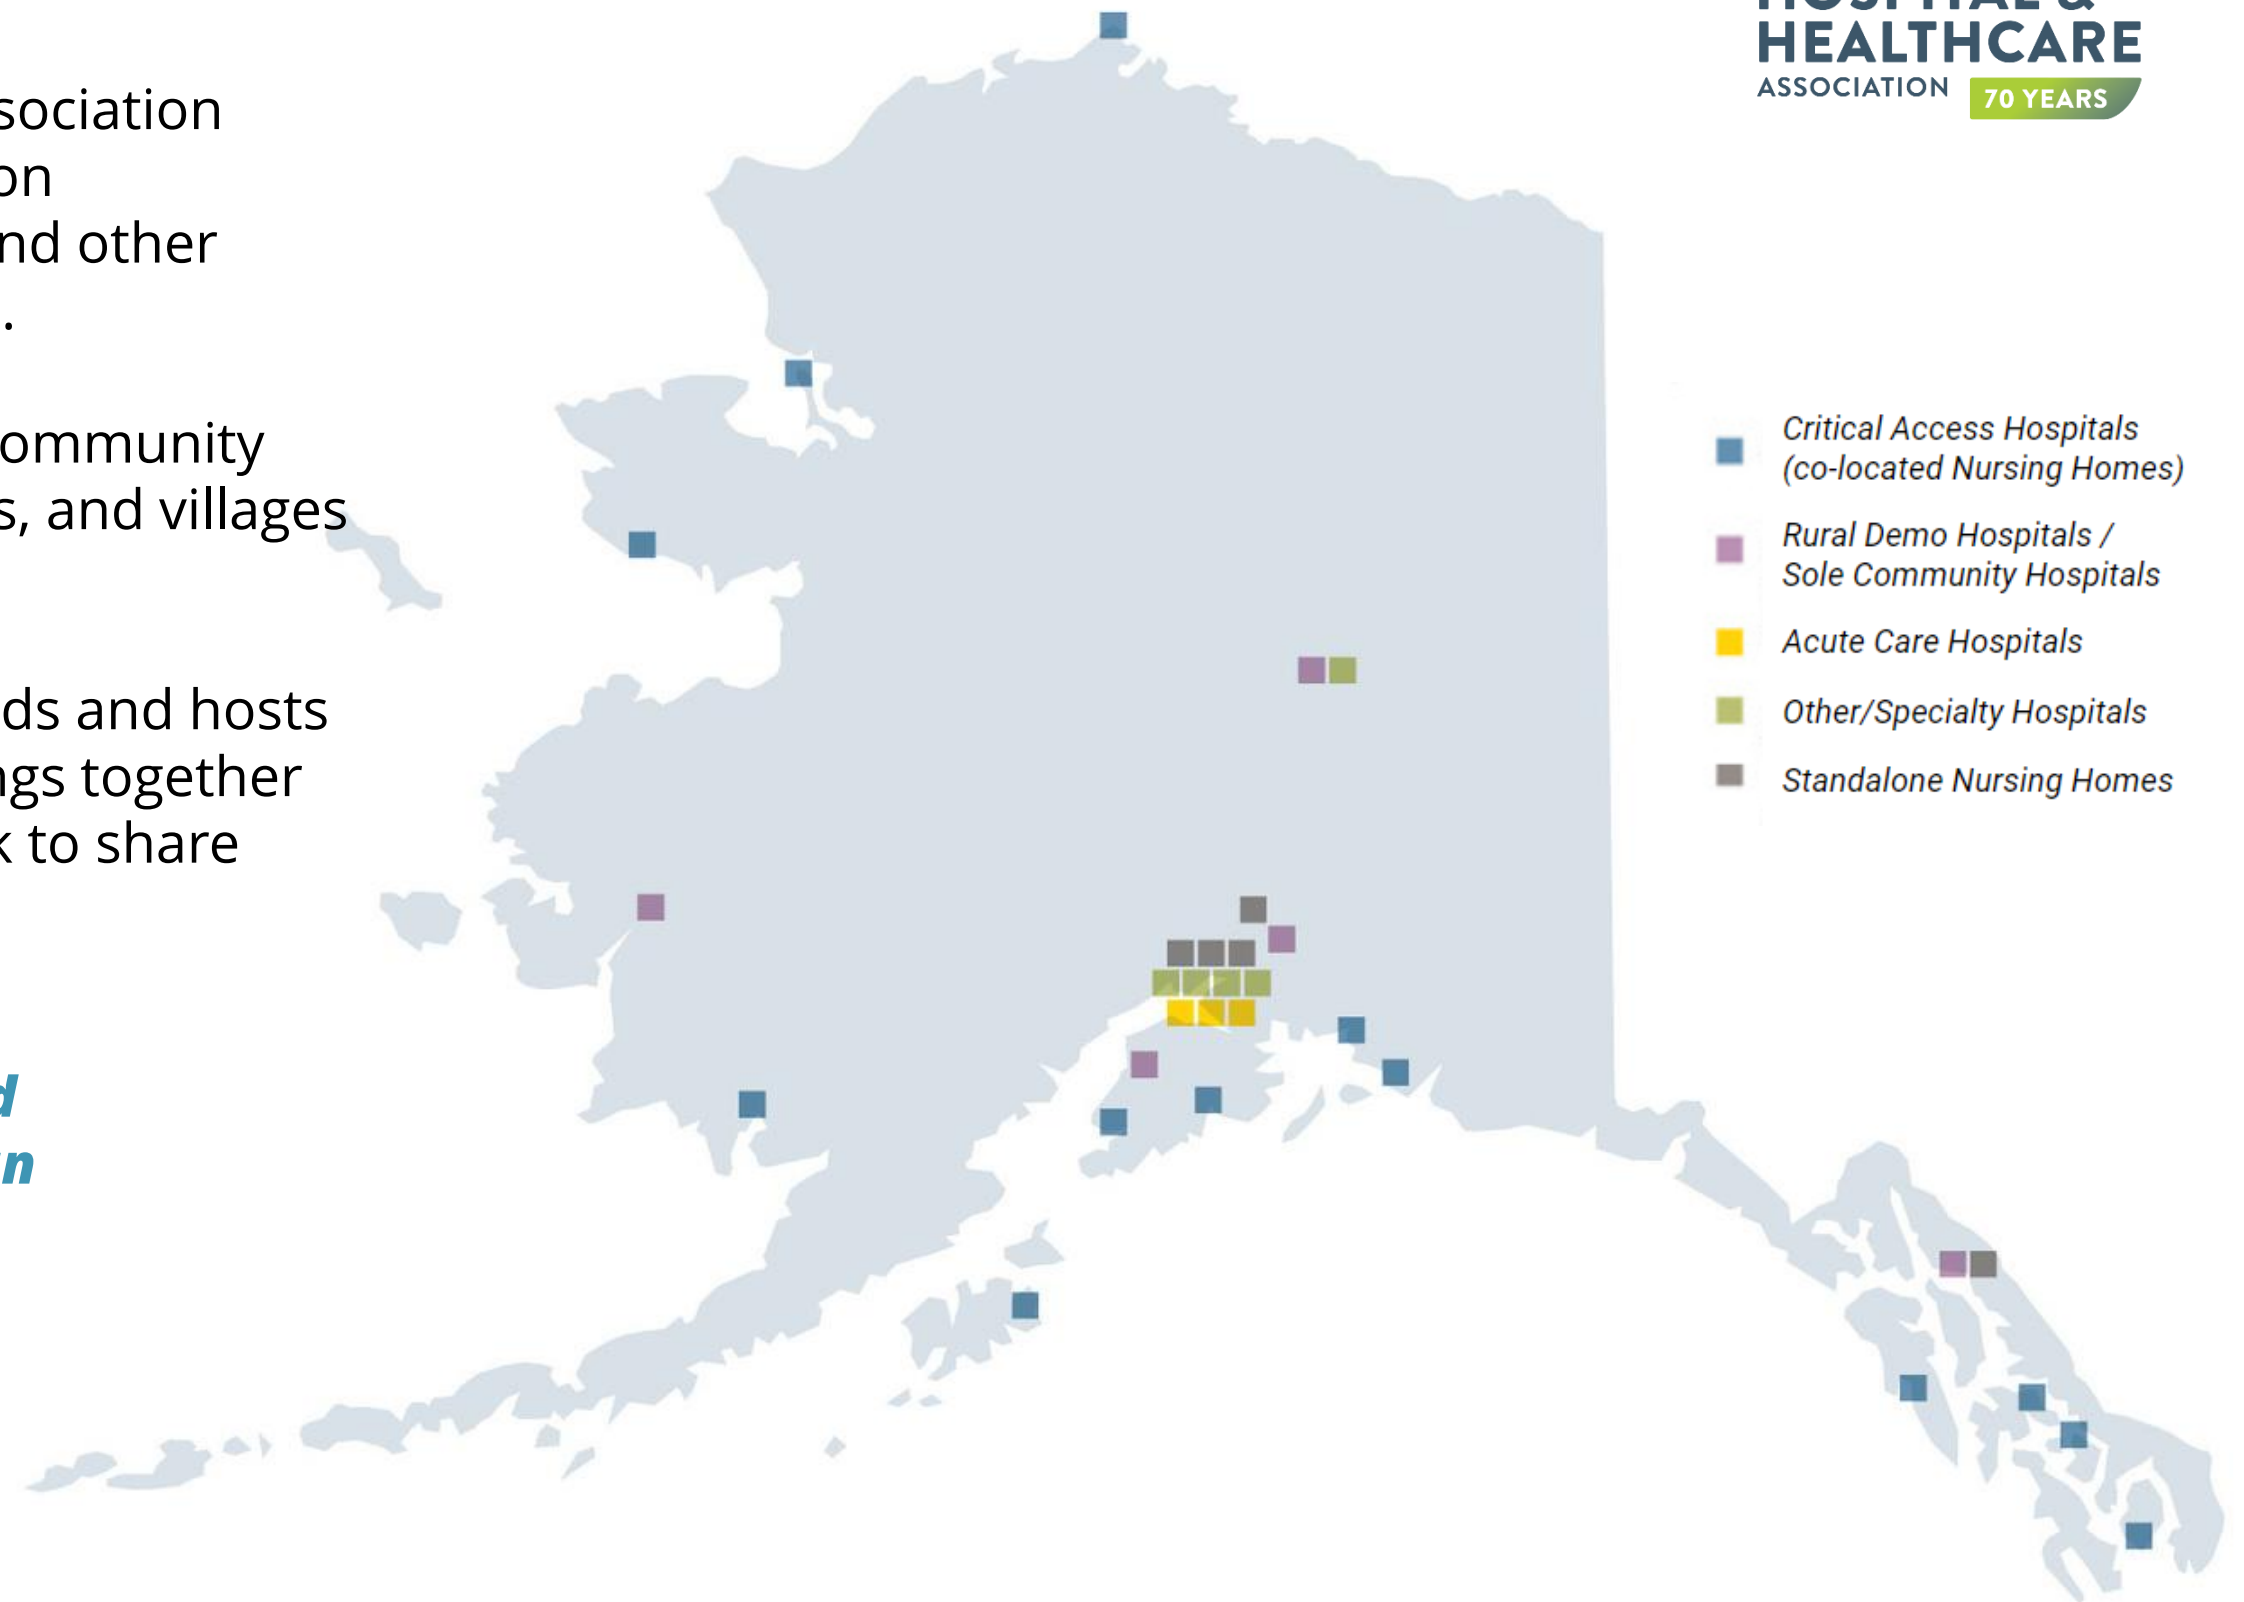 sociation
on
nd other
.
ommunity
s, and villages
ds and hosts
ngs together
k to share
d
n
HOSPITAL &
HEALTHCARE
ASSOCIATION
70 YEARS
Critical Access Hospitals
(co-located Nursing Homes)
Rural Demo Hospitals /
Sole Community Hospitals
Acute Care Hospitals
Other/Specialty Hospitals
Standalone Nursing Homes